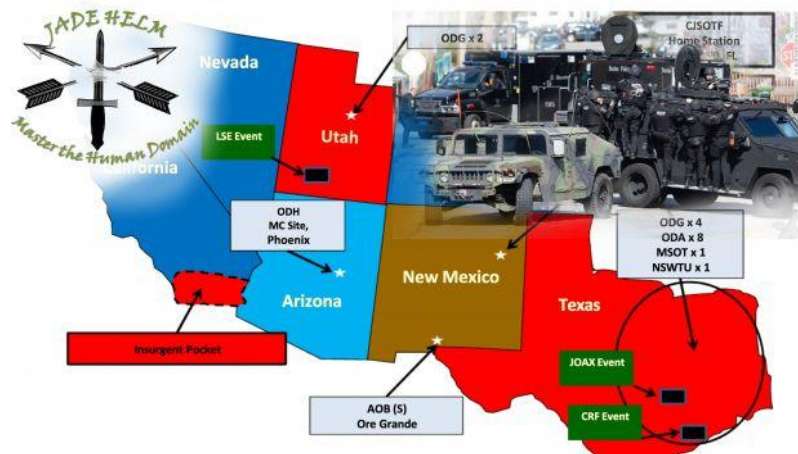 JADE HELM
Master the Human Domain
Nevada
California
ODG x 2
CJSOTF
Home Station
FL
Utah
LSE Event
ODH
MC Site,
Phoenix
Arizona
New Mexico
ODG x 4
ODA x 8
MSOT x 1
NSWTU x 1
Texas
Insurgent Pocket
AOB (S)
Ore Grande
JOAX Event
CRF Event